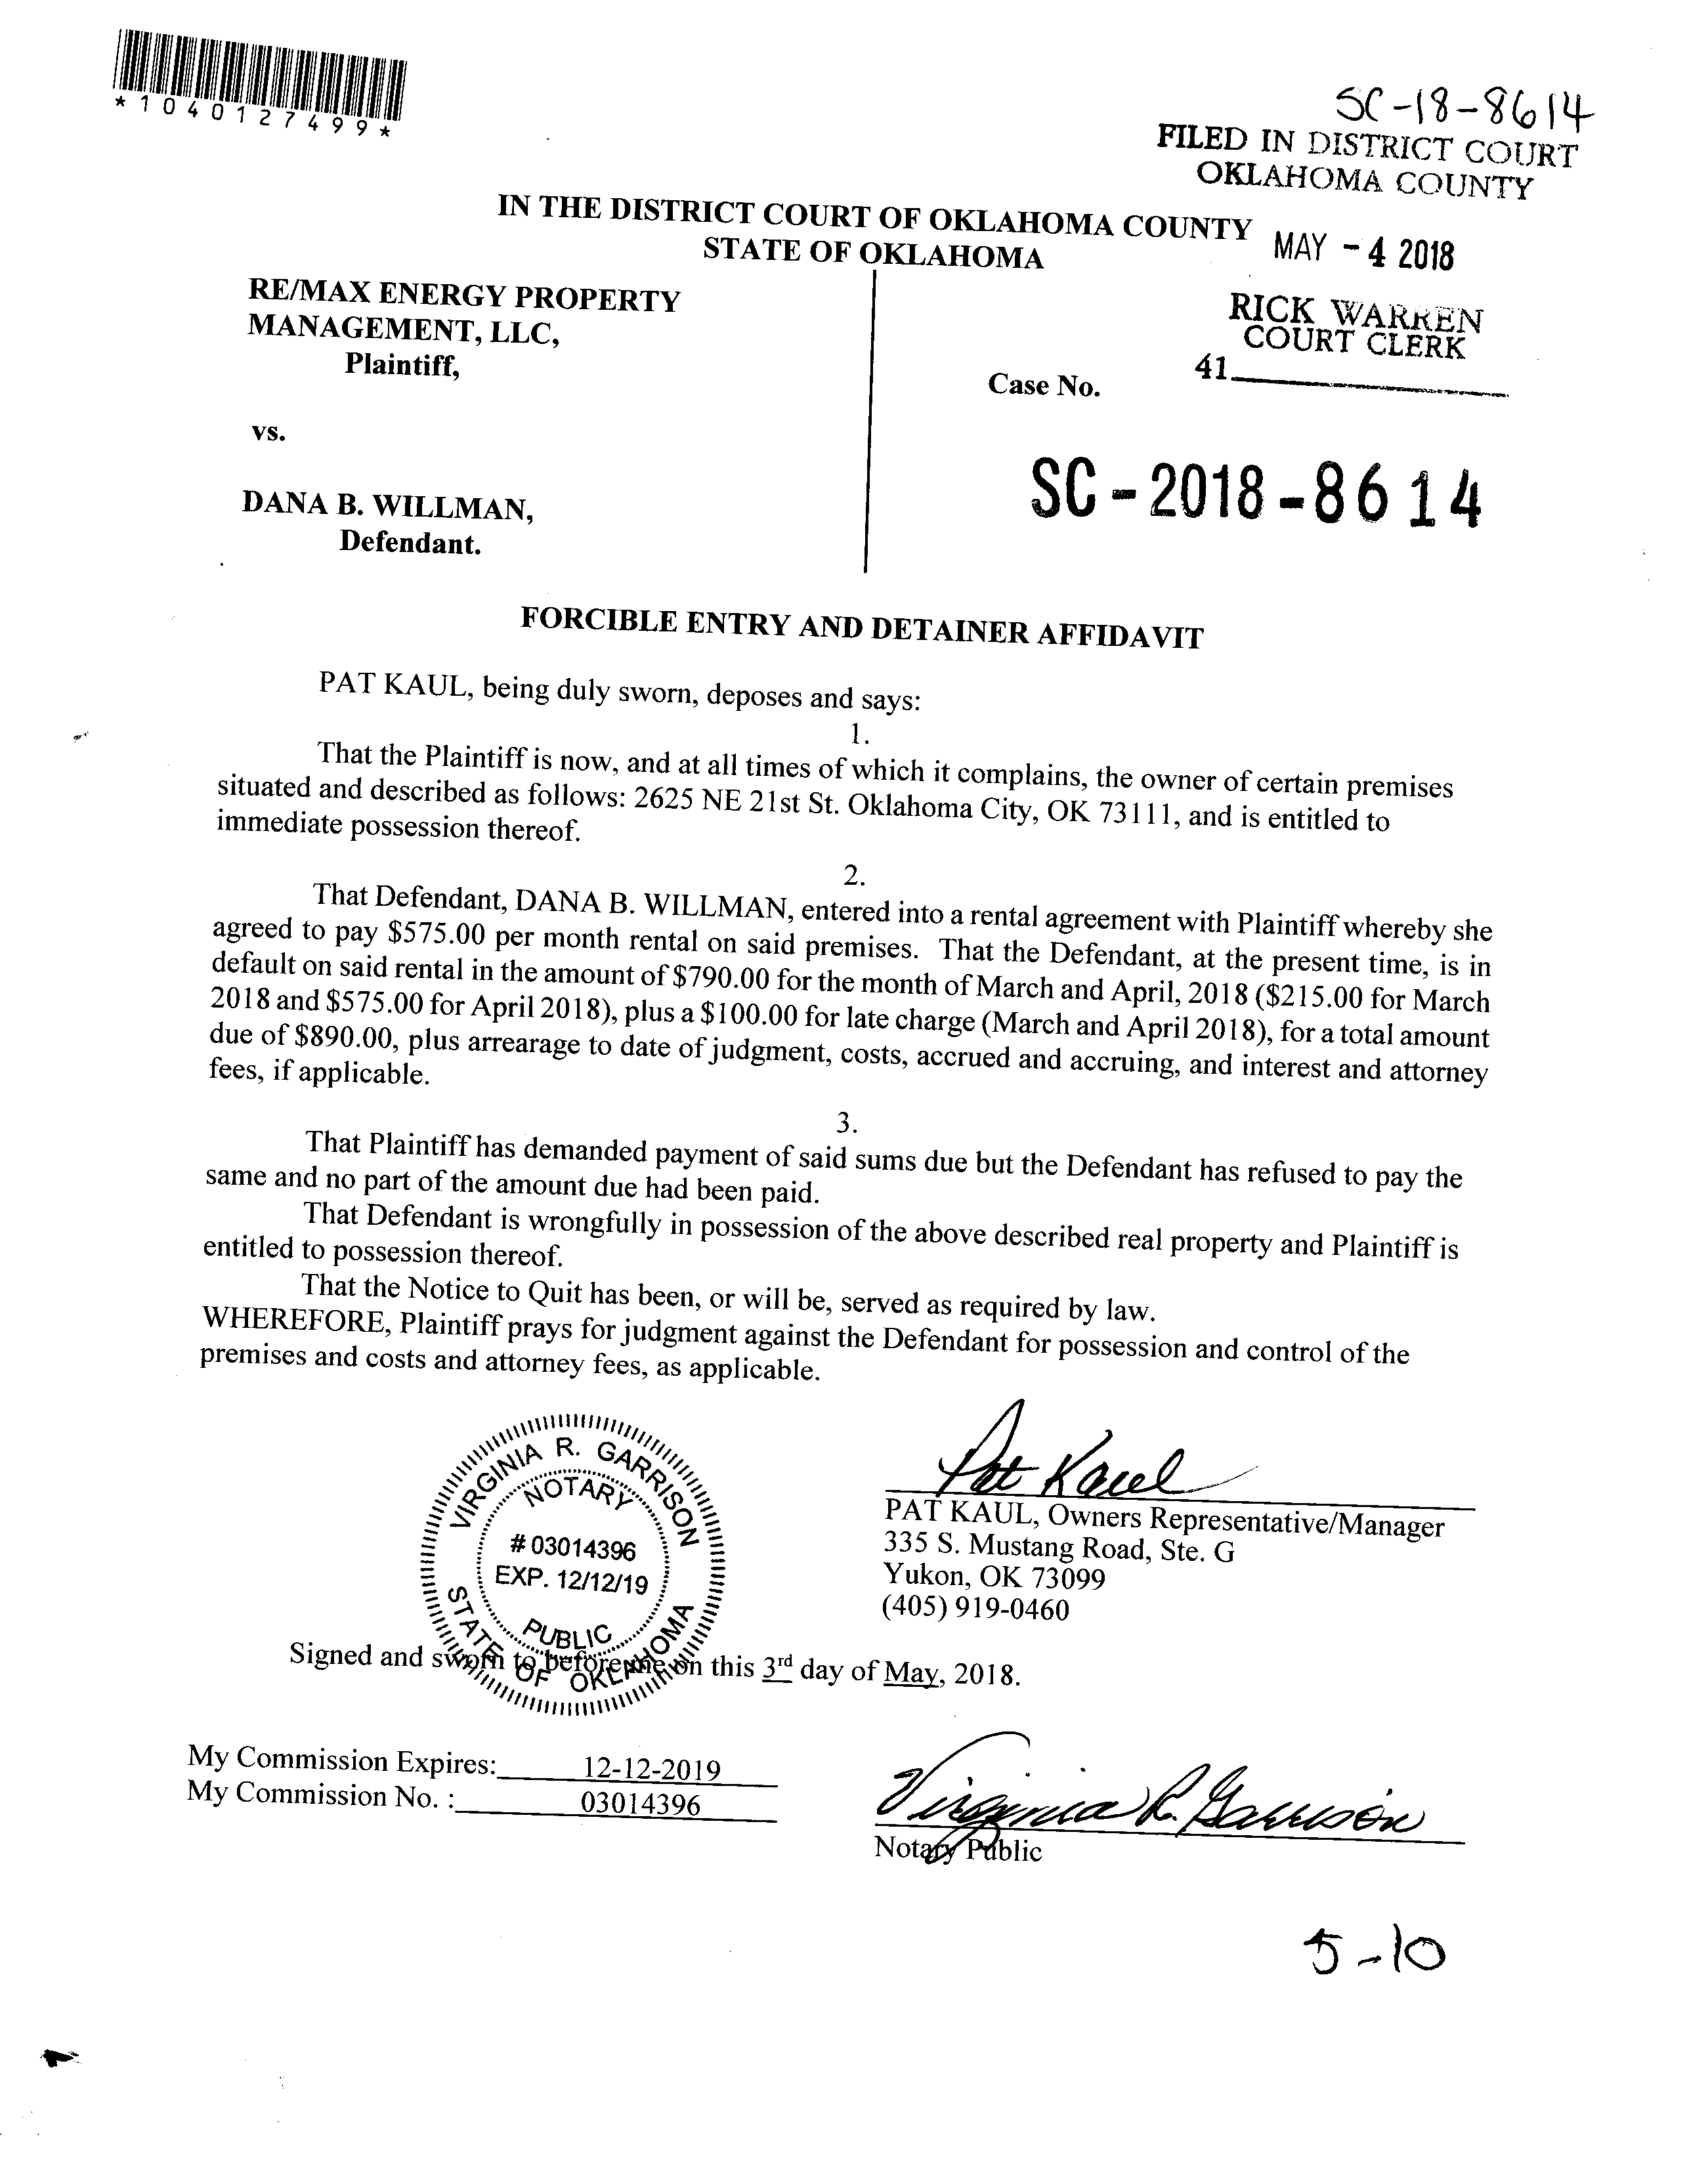 *1040127499*
SC-18-8614
FILED IN DISTRICT COURT
OKLAHOMA COUNTY
IN THE DISTRICT COURT OF OKLAHOMA COUNTY
STATE OF OKLAHOMA
MAY - 4 2018
RICK WARREN
COURT CLERK
41
RE/MAX ENERGY PROPERTY
MANAGEMENT, LLC,
Plaintiff,
Case No.
vs.
SC-2018-8614
DANA B. WILLMAN,
Defendant.
FORCIBLE ENTRY AND DETAINER AFFIDAVIT
PAT KAUL, being duly sworn, deposes and says:
1.
That the Plaintiff is now, and at all times of which it complains, the owner of certain premises
situated and described as follows: 2625 NE 21st St. Oklahoma City, OK 73111, and is entitled to
immediate possession thereof.
2.
That Defendant, DANA B. WILLMAN, entered into a rental agreement with Plaintiff whereby she
agreed to pay $575.00 per month rental on said premises. That the Defendant, at the present time, is in
default on said rental in the amount of $790.00 for the month of March and April, 2018 ($215.00 for March
2018 and $575.00 for April 2018), plus a $100.00 for late charge (March and April 2018), for a total amount
due of $890.00, plus arrearage to date of judgment, costs, accrued and accruing, and interest and attorney
fees, if applicable.
3.
That Plaintiff has demanded payment of said sums due but the Defendant has refused to pay the
same and no part of the amount due had been paid.
That Defendant is wrongfully in possession of the above described real property and Plaintiff is
entitled to possession thereof.
That the Notice to Quit has been, or will be, served as required by law.
WHEREFORE, Plaintiff prays for judgment against the Defendant for possession and control of the
premises and costs and attorney fees, as applicable.
VIRGINIA R. GARRISON
NOTARY
# 03014396
EXP. 12/12/19
PUBLIC
STATE OF OKLAHOMA
Pat Kaul
PAT KAUL, Owners Representative/Manager
335 S. Mustang Road, Ste. G
Yukon, OK 73099
(405) 919-0460
Signed and sworn to before me on this 3rd day of May, 2018.
My Commission Expires: 12-12-2019
My Commission No. : 03014396
Virginia R. Garrison
Notary Public
5-10